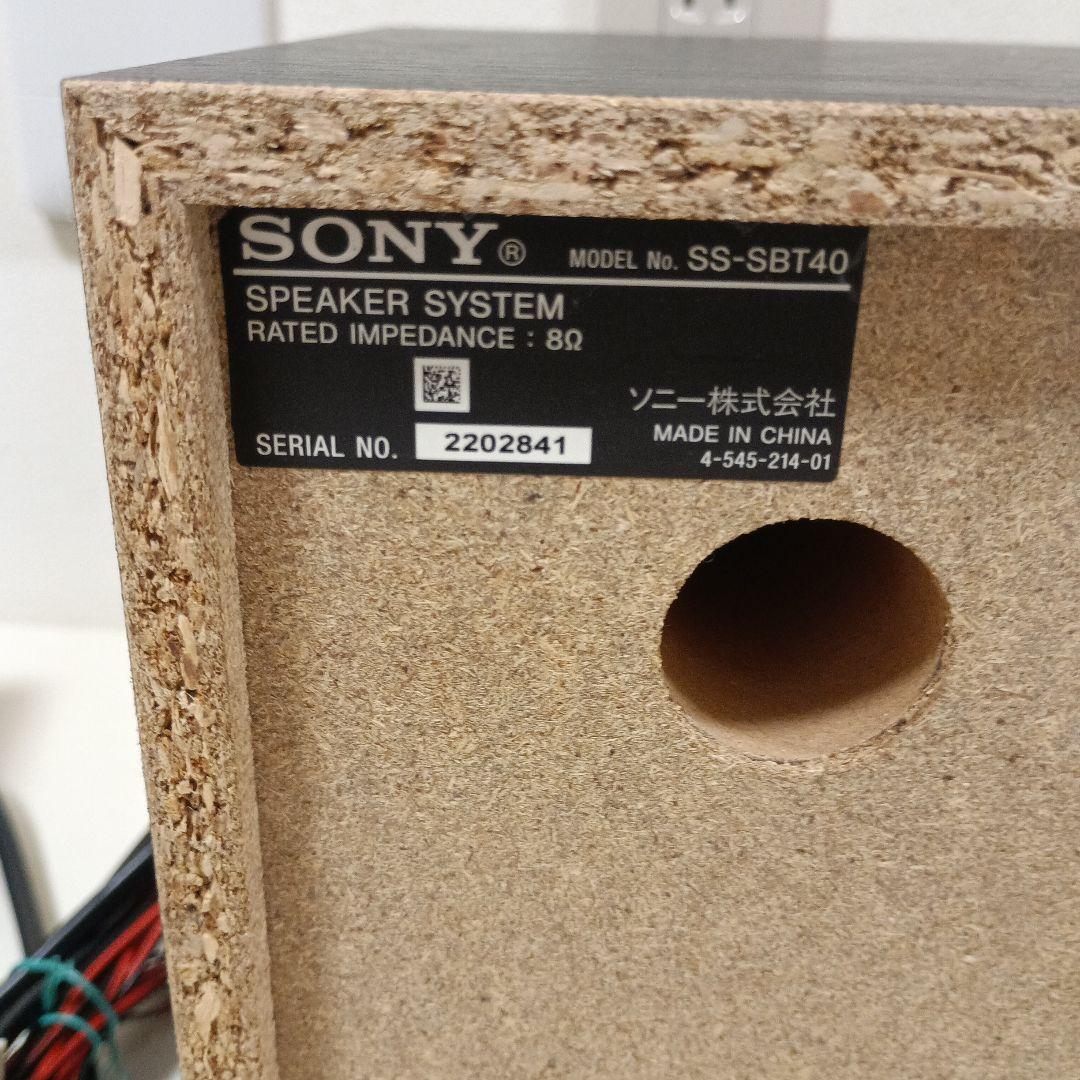 SONY® MODEL No. SS-SBT40
SPEAKER SYSTEM
RATED IMPEDANCE : 8Ω
ソニー株式会社
SERIAL NO. 2202841 MADE IN CHINA
4-545-214-01